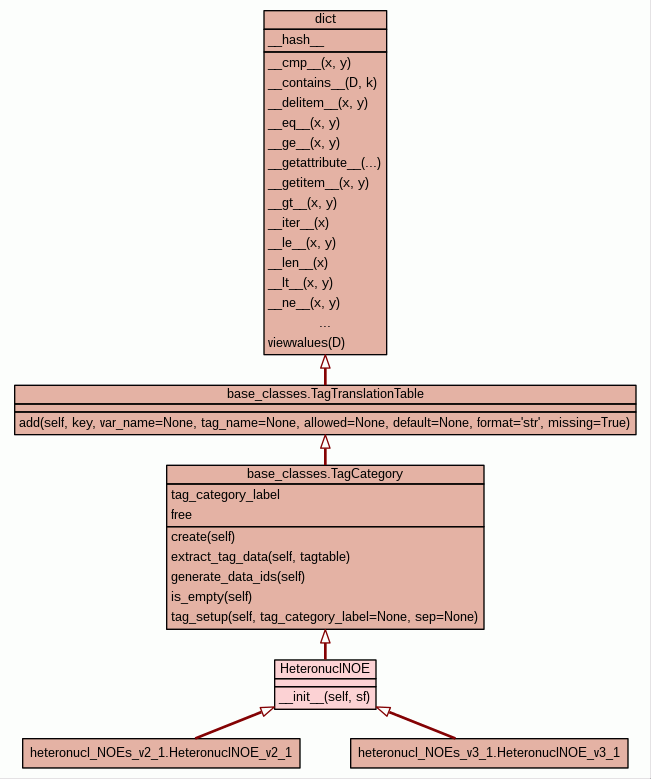 dict
__hash__
__cmp__(x, y)
__contains__(D, k)
__delitem__(x, y)
__eq__(x, y)
__ge__(x, y)
__getattribute__(...)
__getitem__(x, y)
__gt__(x, y)
__iter__(x)
__le__(x, y)
__len__(x)
__lt__(x, y)
__ne__(x, y)
...
viewvalues(D)
base_classes.TagTranslationTable
add(self, key, var_name=None, tag_name=None, allowed=None, default=None, format='str', missing=True)
base_classes.TagCategory
tag_category_label
free
create(self)
extract_tag_data(self, tagtable)
generate_data_ids(self)
is_empty(self)
tag_setup(self, tag_category_label=None, sep=None)
HeteronuclNOE
__init__(self, sf)
heteronucl_NOEs_v2_1.HeteronuclNOE_v2_1
heteronucl_NOEs_v3_1.HeteronuclNOE_v3_1